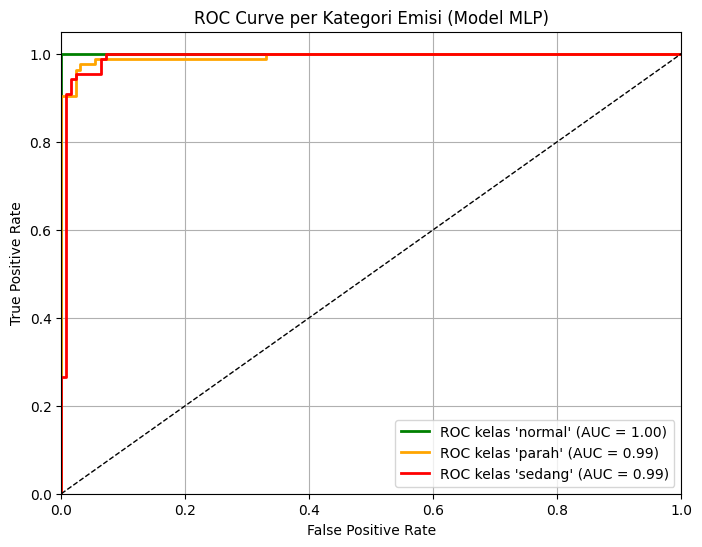 ROC Curve per Kategori Emisi (Model MLP)
True Positive Rate
1.0
0.8
0.6
0.4
0.2
0.0
ROC kelas 'normal' (AUC = 1.00)
ROC kelas 'parah' (AUC = 0.99)
ROC kelas 'sedang' (AUC = 0.99)
0.0 0.2 0.4 0.6 0.8 1.0
False Positive Rate